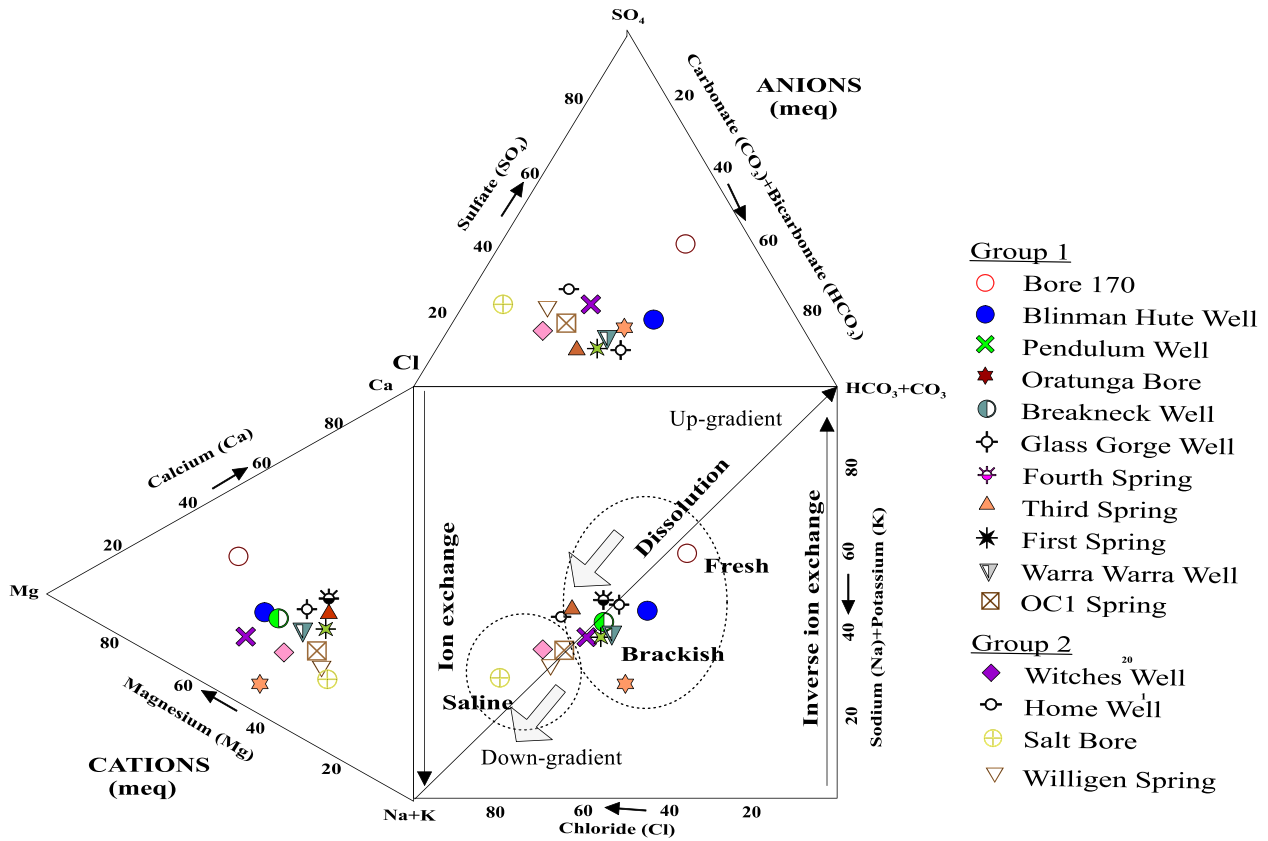 SO₄
ANIONS
(meq)
Carbonate (CO₃)+Bicarbonate (HCO₃)
Sulfate (SO₄)
80
60
40
20
20
40
60
80
Cl
Ca
HCO₃+CO₃
Mg
Na+K
Calcium (Ca)
20
40
60
80
Magnesium (Mg)
80
60
40
20
CATIONS
(meq)
Up-gradient
Dissolution
Fresh
Brackish
Saline
Down-gradient
Ion exchange
Inverse ion exchange
80
60
40
20
Sodium (Na)+Potassium (K)
80
60
40
20
Chloride (Cl)
Group 1
Bore 170
Blinman Hute Well
Pendulum Well
Oratunga Bore
Breakneck Well
Glass Gorge Well
Fourth Spring
Third Spring
First Spring
Warra Warra Well
OC1 Spring
Group 2
20
Witches Well
1
Home Well
Salt Bore
Willigen Spring